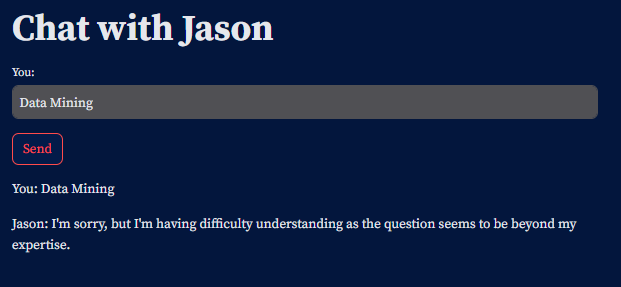 Chat with Jason
You:
Data Mining
Send
You: Data Mining
Jason: I'm sorry, but I'm having difficulty understanding as the question seems to be beyond my
expertise.